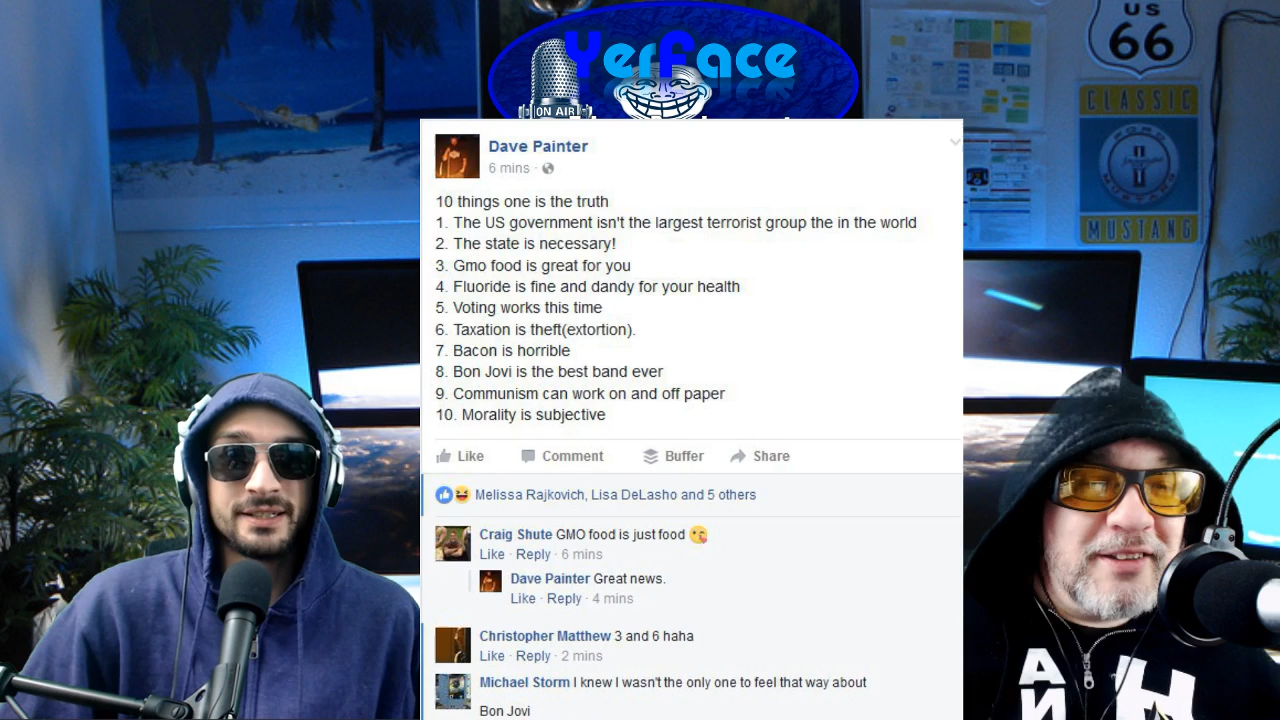 YerFace
ON AIR
US
66
CLASSIC
FORD
MUSTANG
Dave Painter
6 mins ·
10 things one is the truth
1. The US government isn't the largest terrorist group the in the world
2. The state is necessary!
3. Gmo food is great for you
4. Fluoride is fine and dandy for your health
5. Voting works this time
6. Taxation is theft(extortion).
7. Bacon is horrible
8. Bon Jovi is the best band ever
9. Communism can work on and off paper
10. Morality is subjective
Like Comment Buffer Share
Melissa Rajkovich, Lisa DeLasho and 5 others
Craig Shute GMO food is just food 😘
Like · Reply · 6 mins
Dave Painter Great news.
Like · Reply · 4 mins
Christopher Matthew 3 and 6 haha
Like · Reply · 2 mins
Michael Storm I knew I wasn't the only one to feel that way about
Bon Jovi